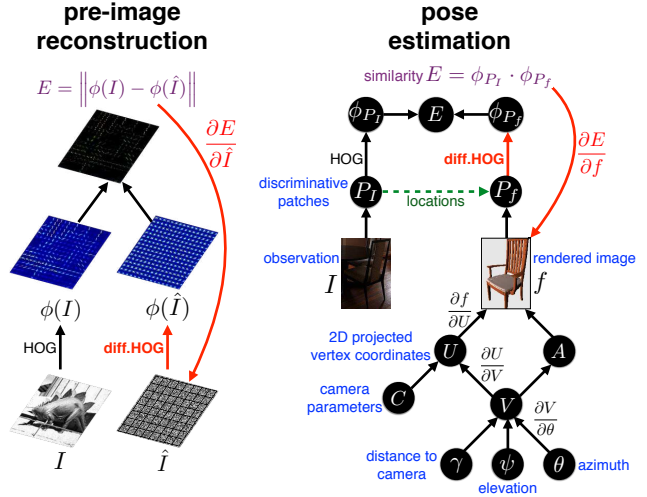 pre-image
reconstruction
E = ‖ϕ(I) − ϕ(Î)‖
∂E
∂Î
ϕ(I)
ϕ(Î)
HOG
diff.HOG
I
Î
pose
estimation
similarity E = ϕ_{P_I} · ϕ_{P_f}
ϕ_{P_I}
E
ϕ_{P_f}
∂E
∂f
HOG
diff.HOG
discriminative
patches
P_I
locations
P_f
observation
I
rendered image
f
∂f
∂U
2D projected
vertex coordinates
U
∂U
∂V
A
camera
parameters
C
V
∂V
∂θ
distance to
camera
γ
ψ
θ
azimuth
elevation